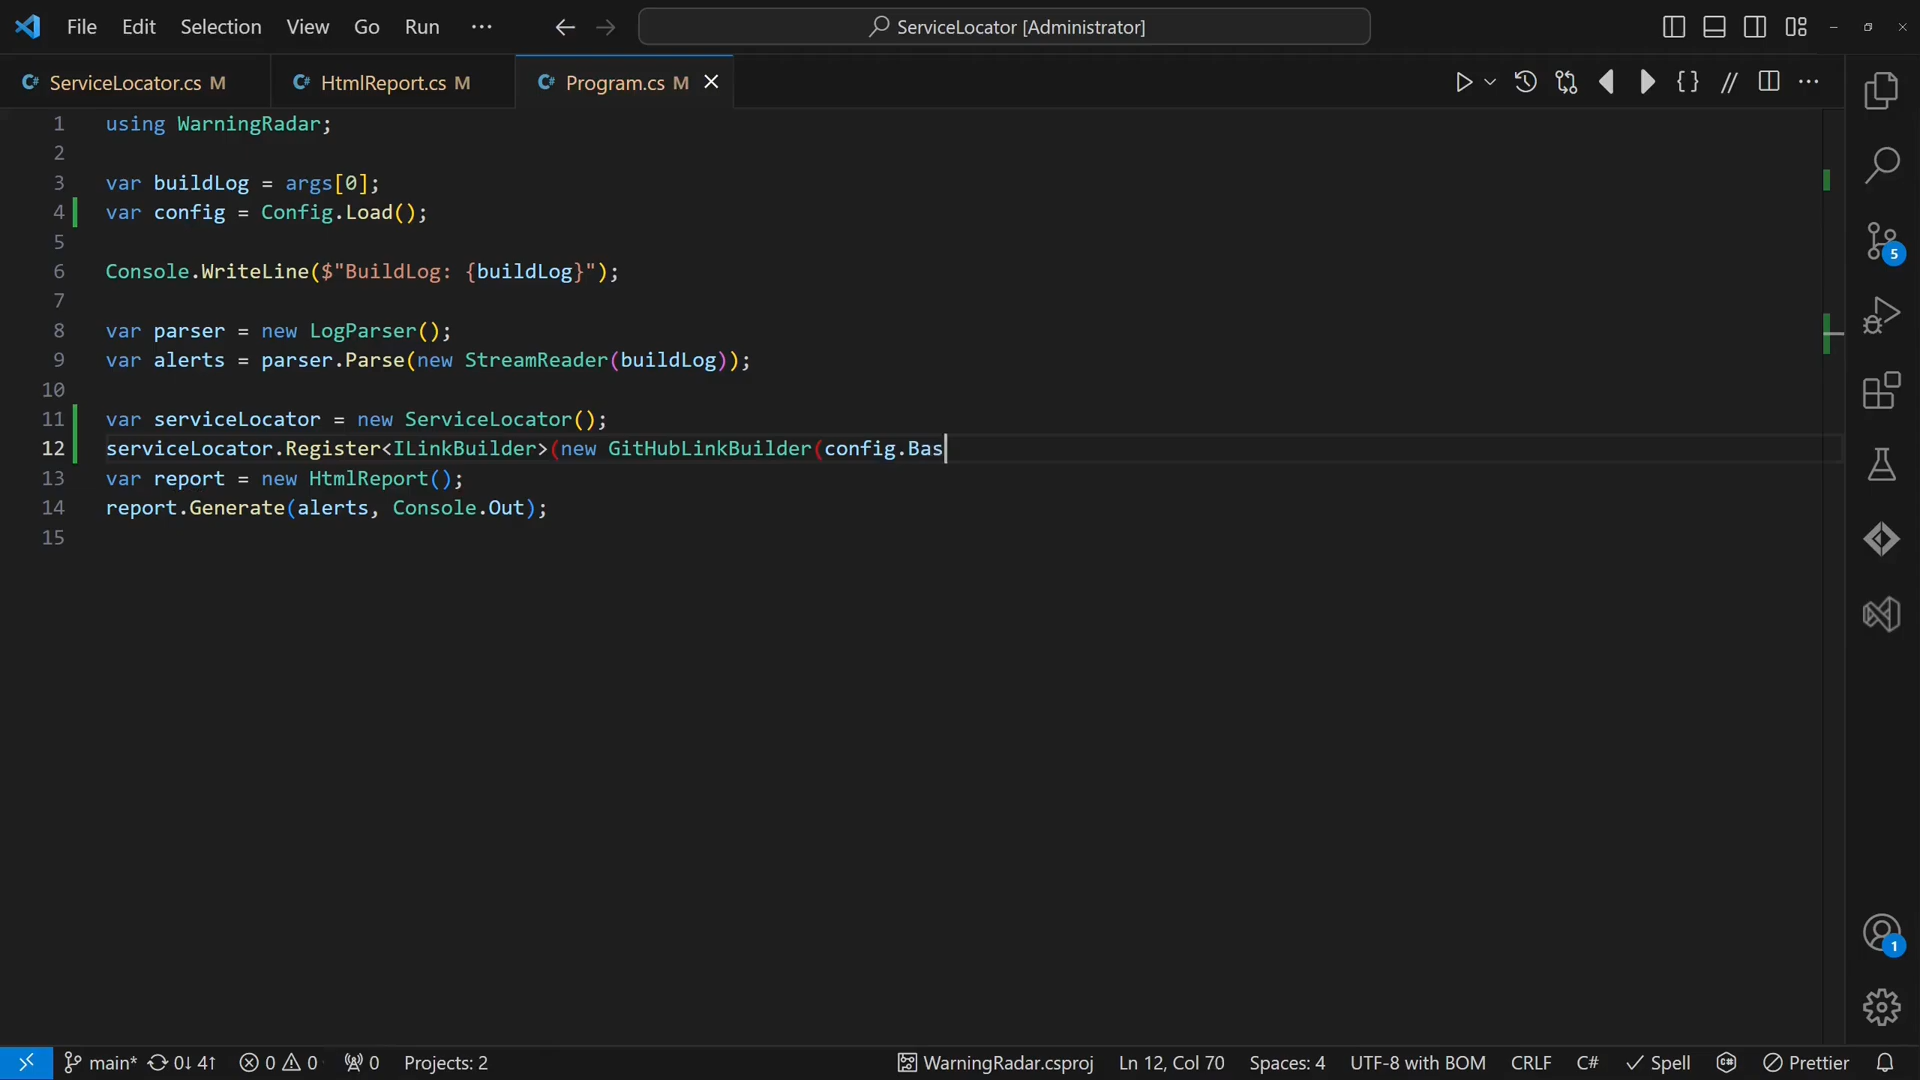 File Edit Selection View Go Run ··· ServiceLocator [Administrator]
ServiceLocator.cs M HtmlReport.cs M Program.cs M
1 using WarningRadar;
2
3 var buildLog = args[0];
4 var config = Config.Load();
5
6 Console.WriteLine($"BuildLog: {buildLog}");
7
8 var parser = new LogParser();
9 var alerts = parser.Parse(new StreamReader(buildLog));
10
11 var serviceLocator = new ServiceLocator();
12 serviceLocator.Register<ILinkBuilder>(new GitHubLinkBuilder(config.Bas
13 var report = new HtmlReport();
14 report.Generate(alerts, Console.Out);
15
5
1
main* 0↓ 4↑ 0 0 0 Projects: 2 WarningRadar.csproj Ln 12, Col 70 Spaces: 4 UTF-8 with BOM CRLF C# Spell Prettier